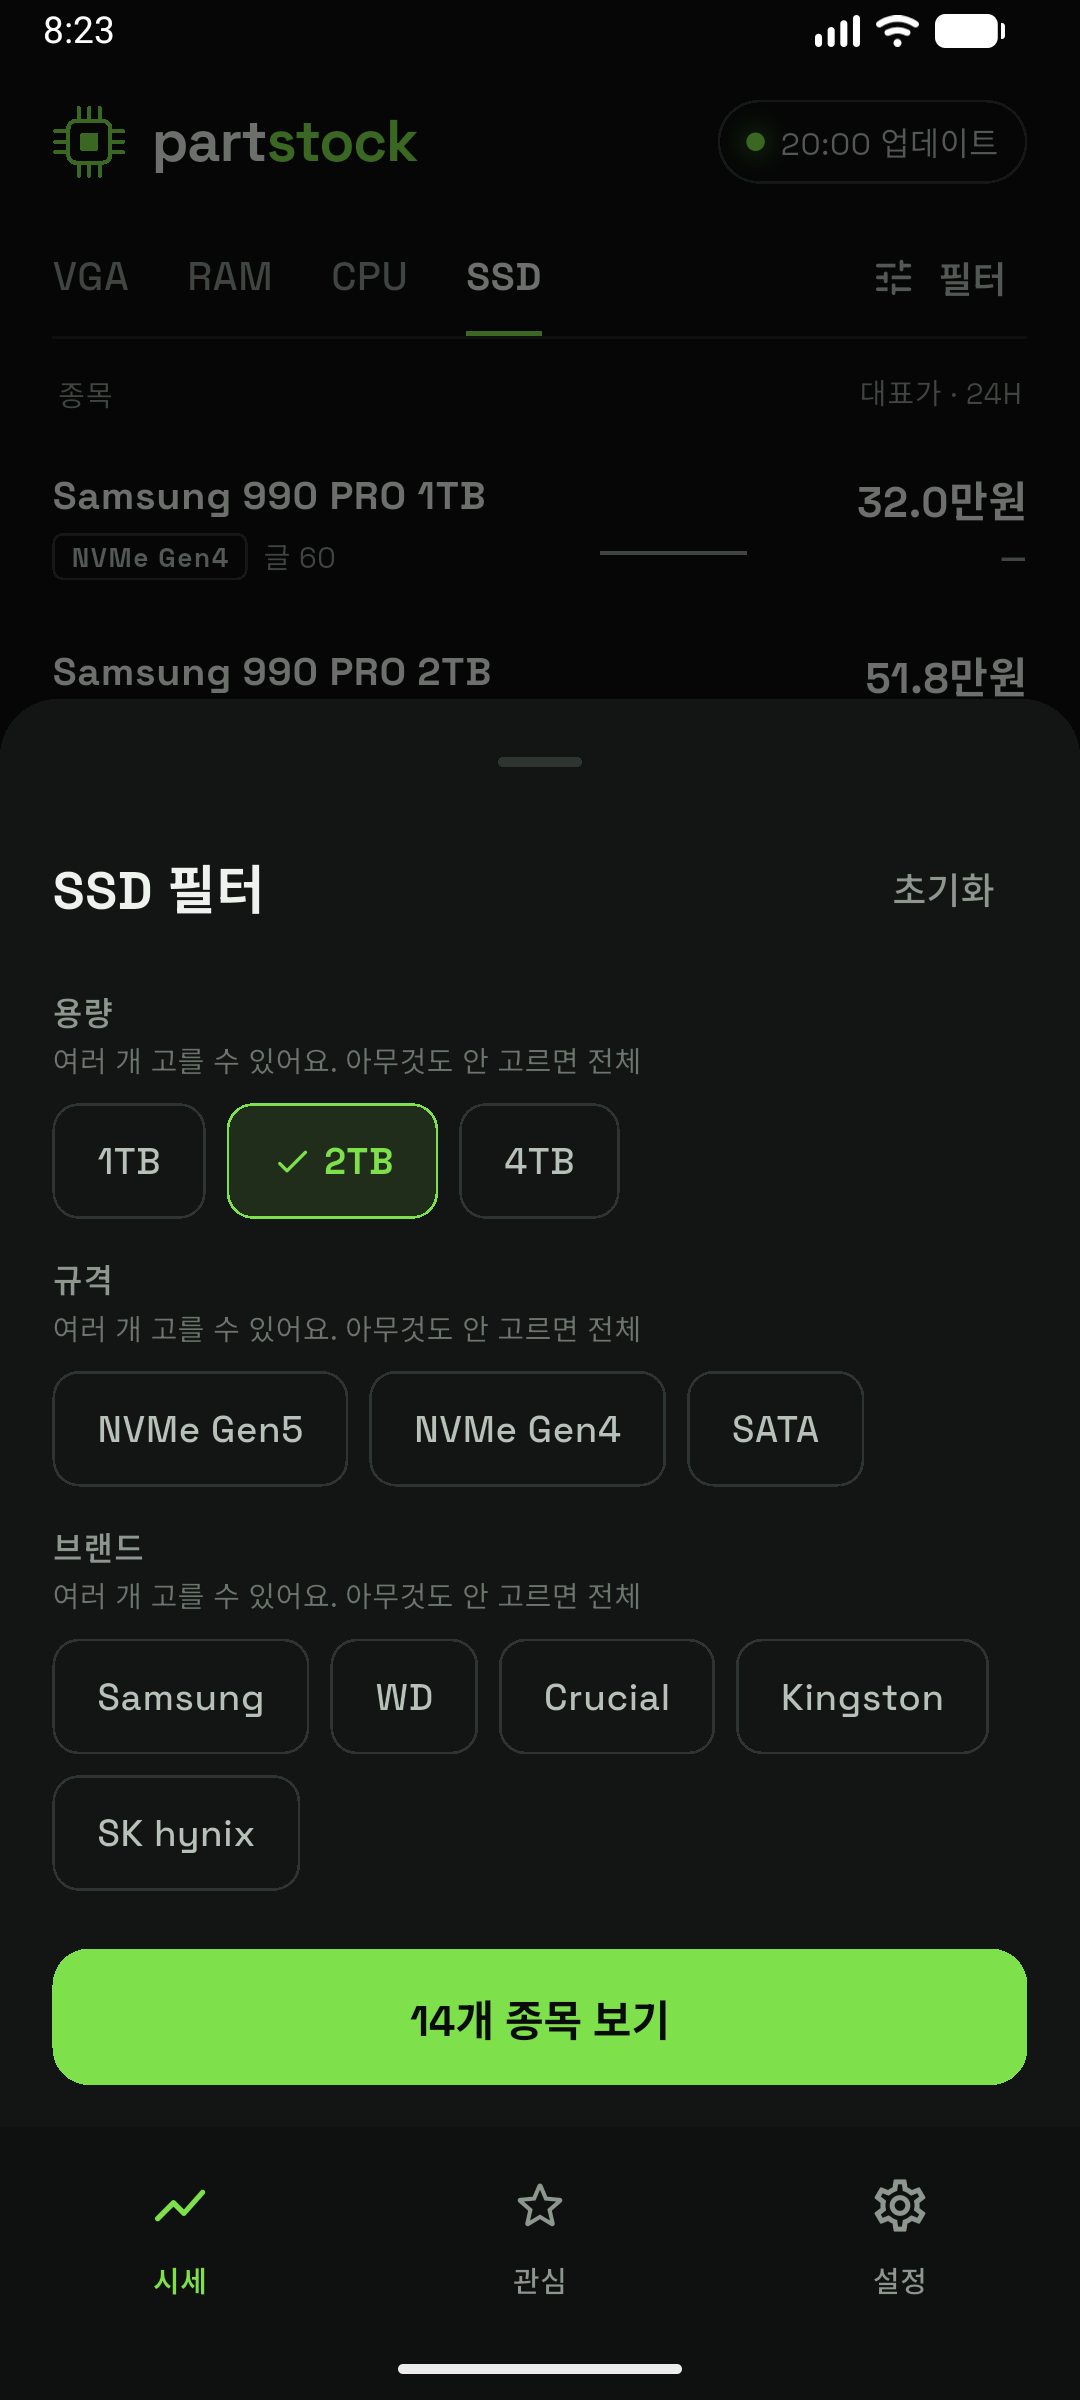 8:23
partstock
20:00 업데이트
VGA RAM CPU SSD 필터
종목 대표가 · 24H
Samsung 990 PRO 1TB 32.0만원
NVMe Gen4 글 60 —
Samsung 990 PRO 2TB 51.8만원
SSD 필터 초기화
용량
여러 개 고를 수 있어요. 아무것도 안 고르면 전체
1TB 2TB 4TB
규격
여러 개 고를 수 있어요. 아무것도 안 고르면 전체
NVMe Gen5 NVMe Gen4 SATA
브랜드
여러 개 고를 수 있어요. 아무것도 안 고르면 전체
Samsung WD Crucial Kingston
SK hynix
14개 종목 보기
시세 관심 설정